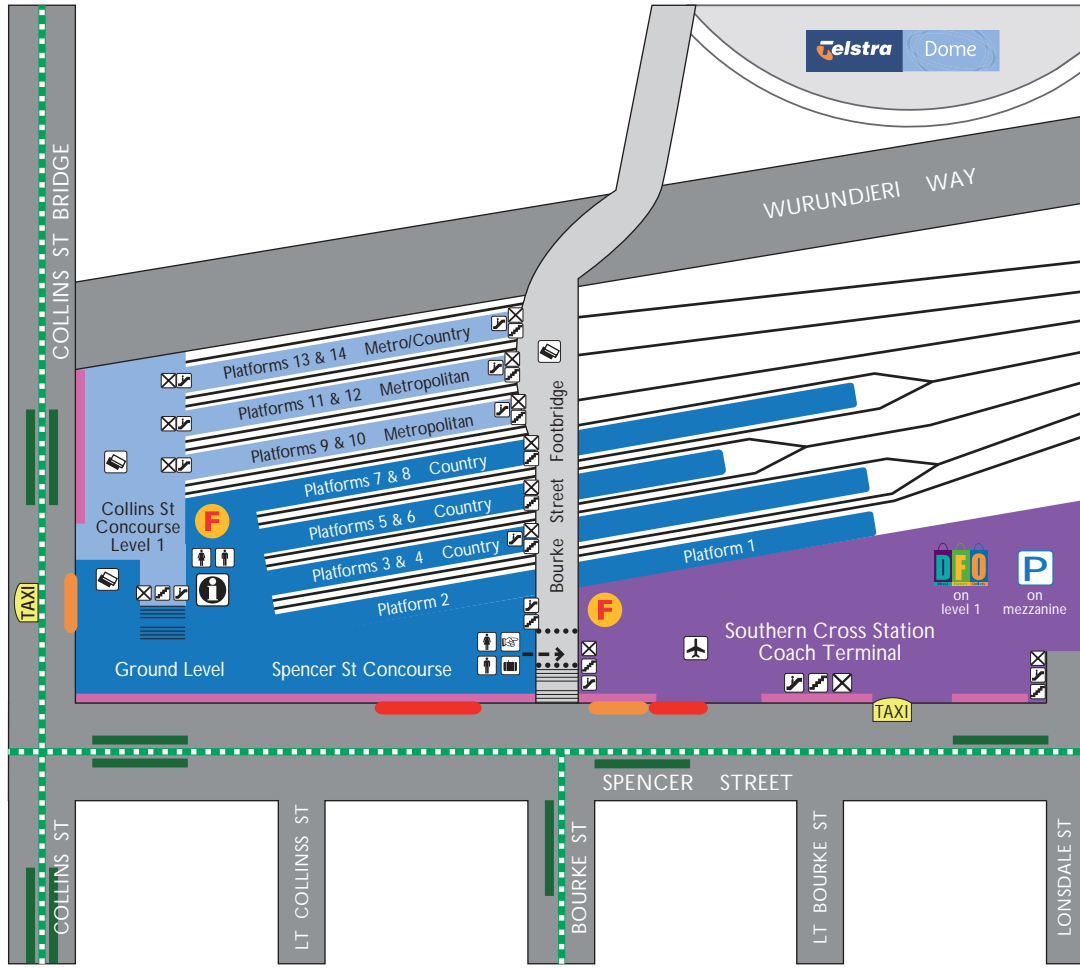 Telstra Dome
COLLINS ST BRIDGE
WURUNDJERI WAY
Platforms 13 & 14 Metro/Country
Platforms 11 & 12 Metropolitan
Platforms 9 & 10 Metropolitan
Platforms 7 & 8 Country
Platforms 5 & 6 Country
Platforms 3 & 4 Country
Platform 2
Platform 1
Bourke Street Footbridge
Collins St
Concourse
Level 1
F
i
TAXI
Ground Level
Spencer St Concourse
F
DFO
on
level 1
P
on
mezzanine
Southern Cross Station
Coach Terminal
TAXI
SPENCER STREET
COLLINS ST
LT COLLINSS ST
BOURKE ST
LT BOURKE ST
LONSDALE ST